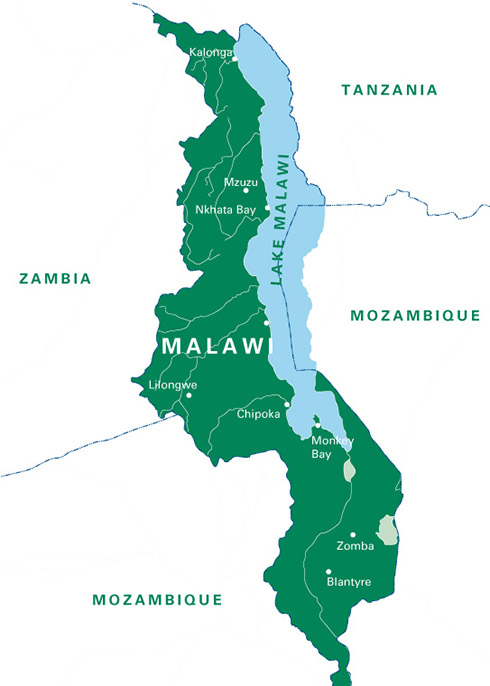 Kalonga
TANZANIA
Mzuzu
Nkhata Bay
LAKE MALAWI
ZAMBIA
MOZAMBIQUE
MALAWI
Lilongwe
Chipoka
Monkey
Bay
Zomba
Blantyre
MOZAMBIQUE